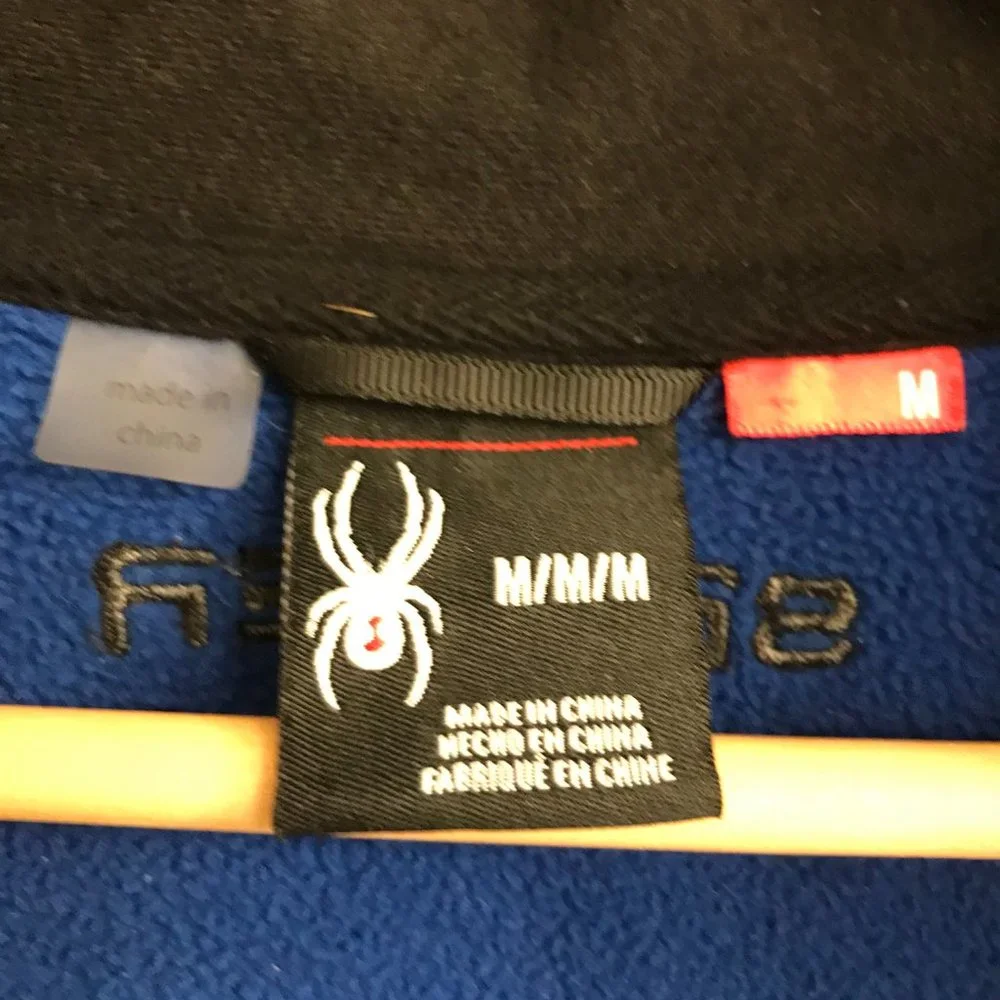 made in
china
M
M/M/M
MADE IN CHINA
HECHO EN CHINA
FABRIQUÉ EN CHINE